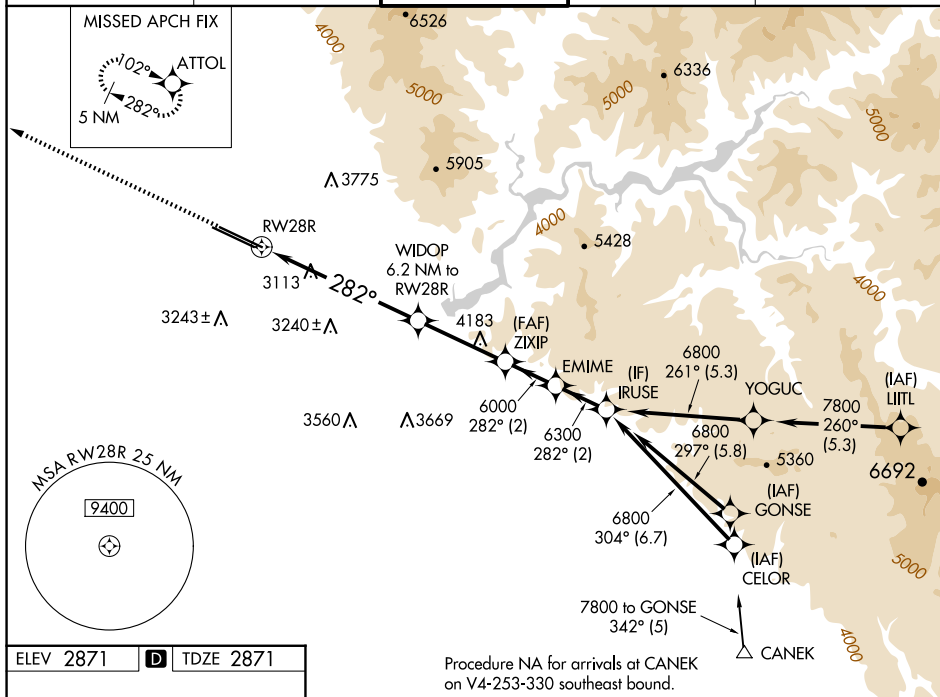 MISSED APCH FIX
ATTOL
102°
282°
5 NM
6526
4000
5000
6336
5000
5000
5905
3775
4000
RW28R
WIDOP
6.2 NM to
RW28R
5428
4000
3113
282°
3243±
3240±
4183
(FAF)
ZIXIP
EMIME
(IF)
IRUSE
6800
261° (5.3)
YOGUC
(IAF)
LIITL
6000
282° (2)
6300
282° (2)
7800
260°
(5.3)
3560
3669
6800
297° (5.8)
5360
6692
MSA RW28R 25 NM
9400
(IAF)
GONSE
6800
304° (6.7)
(IAF)
CELOR
5000
7800 to GONSE
342° (5)
CANEK
4000
ELEV 2871
D
TDZE 2871
Procedure NA for arrivals at CANEK
on V4-253-330 southeast bound.